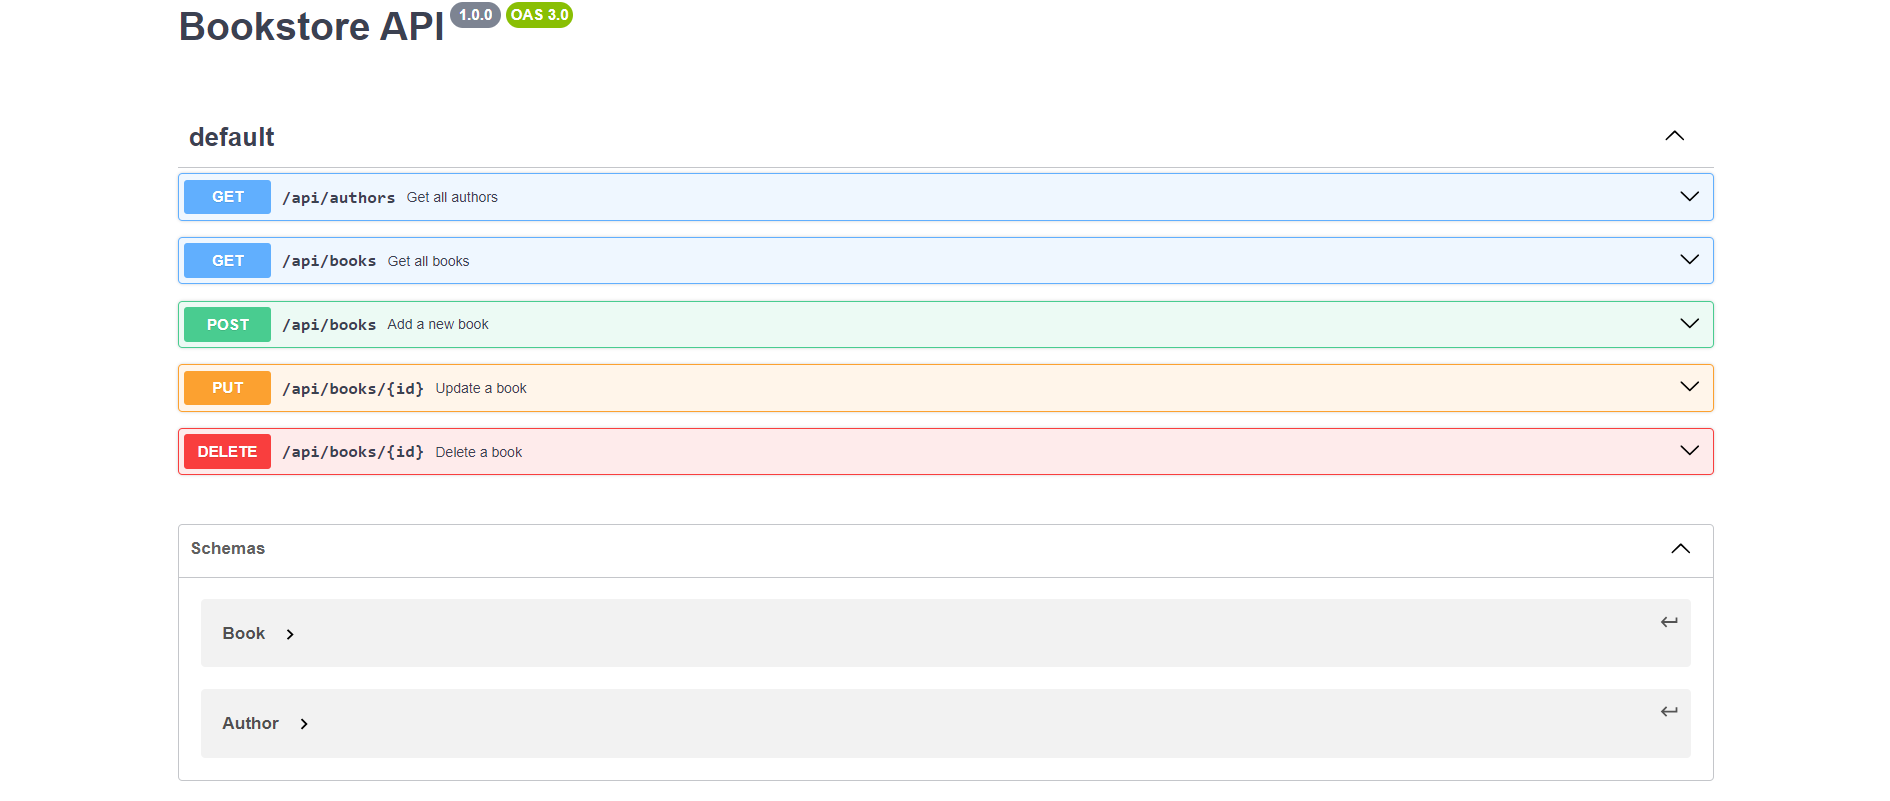 Bookstore API 1.0.0 OAS 3.0
default
GET /api/authors Get all authors
GET /api/books Get all books
POST /api/books Add a new book
PUT /api/books/{id} Update a book
DELETE /api/books/{id} Delete a book
Schemas
Book
Author